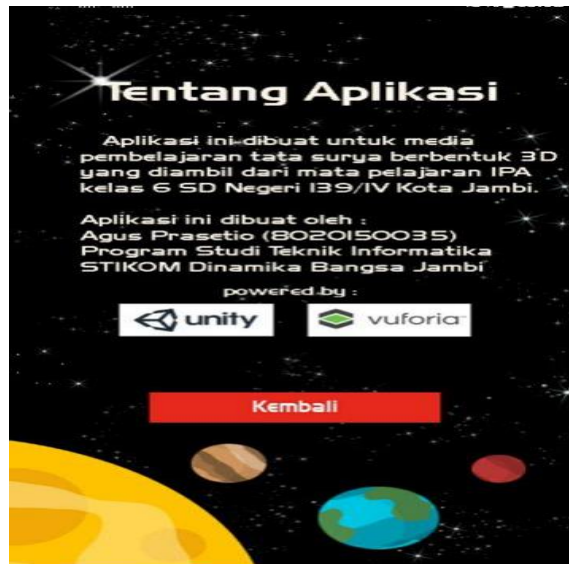 Tentang Aplikasi
Aplikasi ini dibuat untuk media
pembelajaran tata surya berbentuk 3D
yang diambil dari mata pelajaran IPA
kelas 6 SD Negeri 139/IV Kota Jambi.
Aplikasi ini dibuat oleh :
Agus Prasetio (8020150035)
Program Studi Teknik Informatika
STIKOM Dinamika Bangsa Jambi
powered by :
unity vuforia™
Kembali